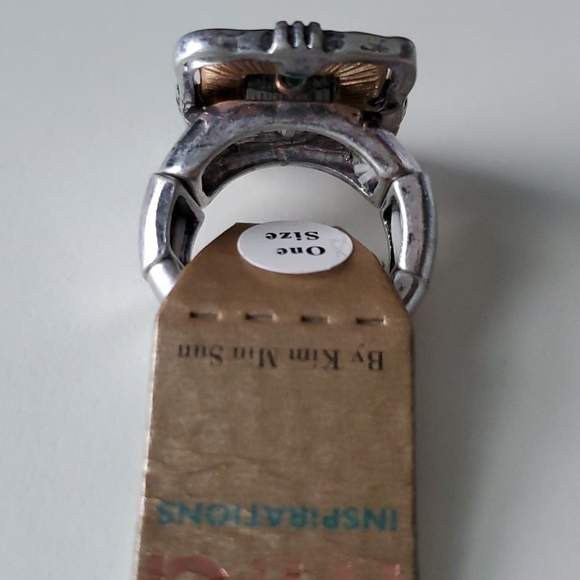 INSPIRATIONS
By Kim Min Sun
One
Size